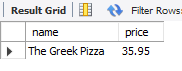 Result Grid Filter Rows:
name price
The Greek Pizza 35.95